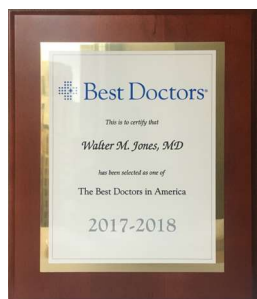 Best Doctors®
This is to certify that
Walter M. Jones, MD
has been selected as one of
The Best Doctors in America
2017-2018